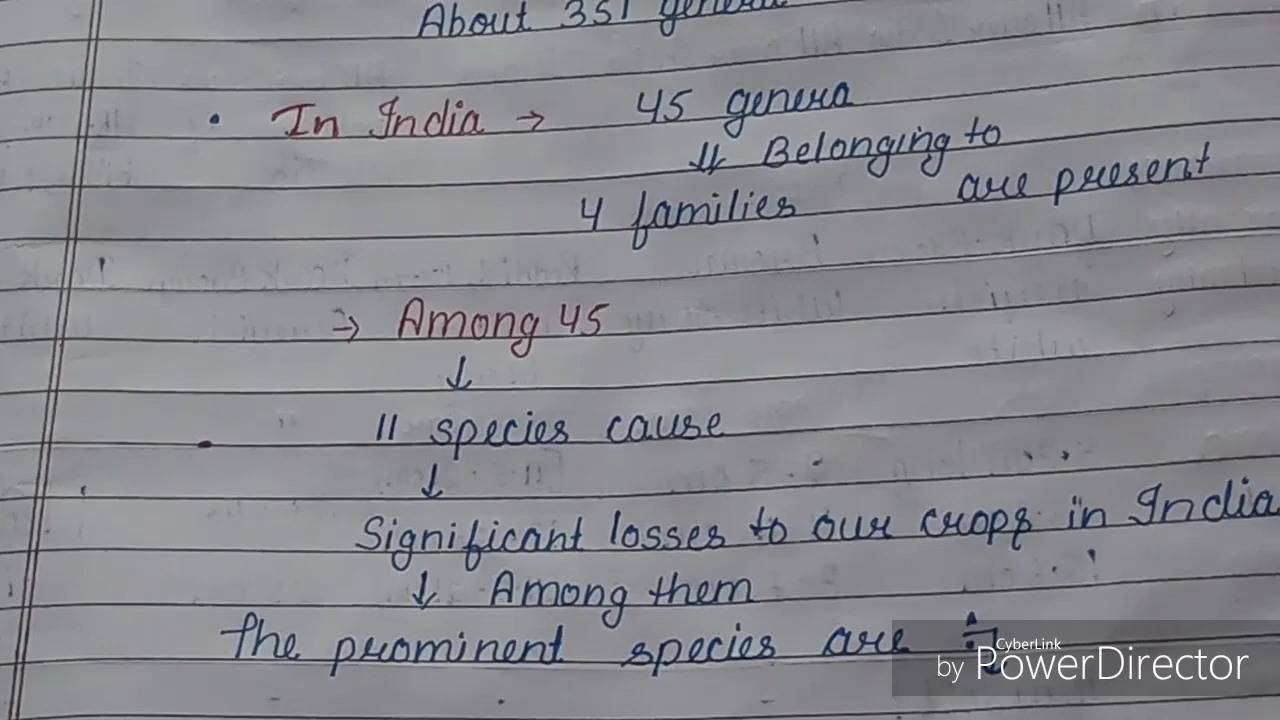 About 351 genera
• In India → 45 genera
⇓ Belonging to
4 families are present
→ Among 45
↓
11 species cause
↓
Significant losses to our crops in India
↓ Among them
The prominent species are
CyberLink
by PowerDirector